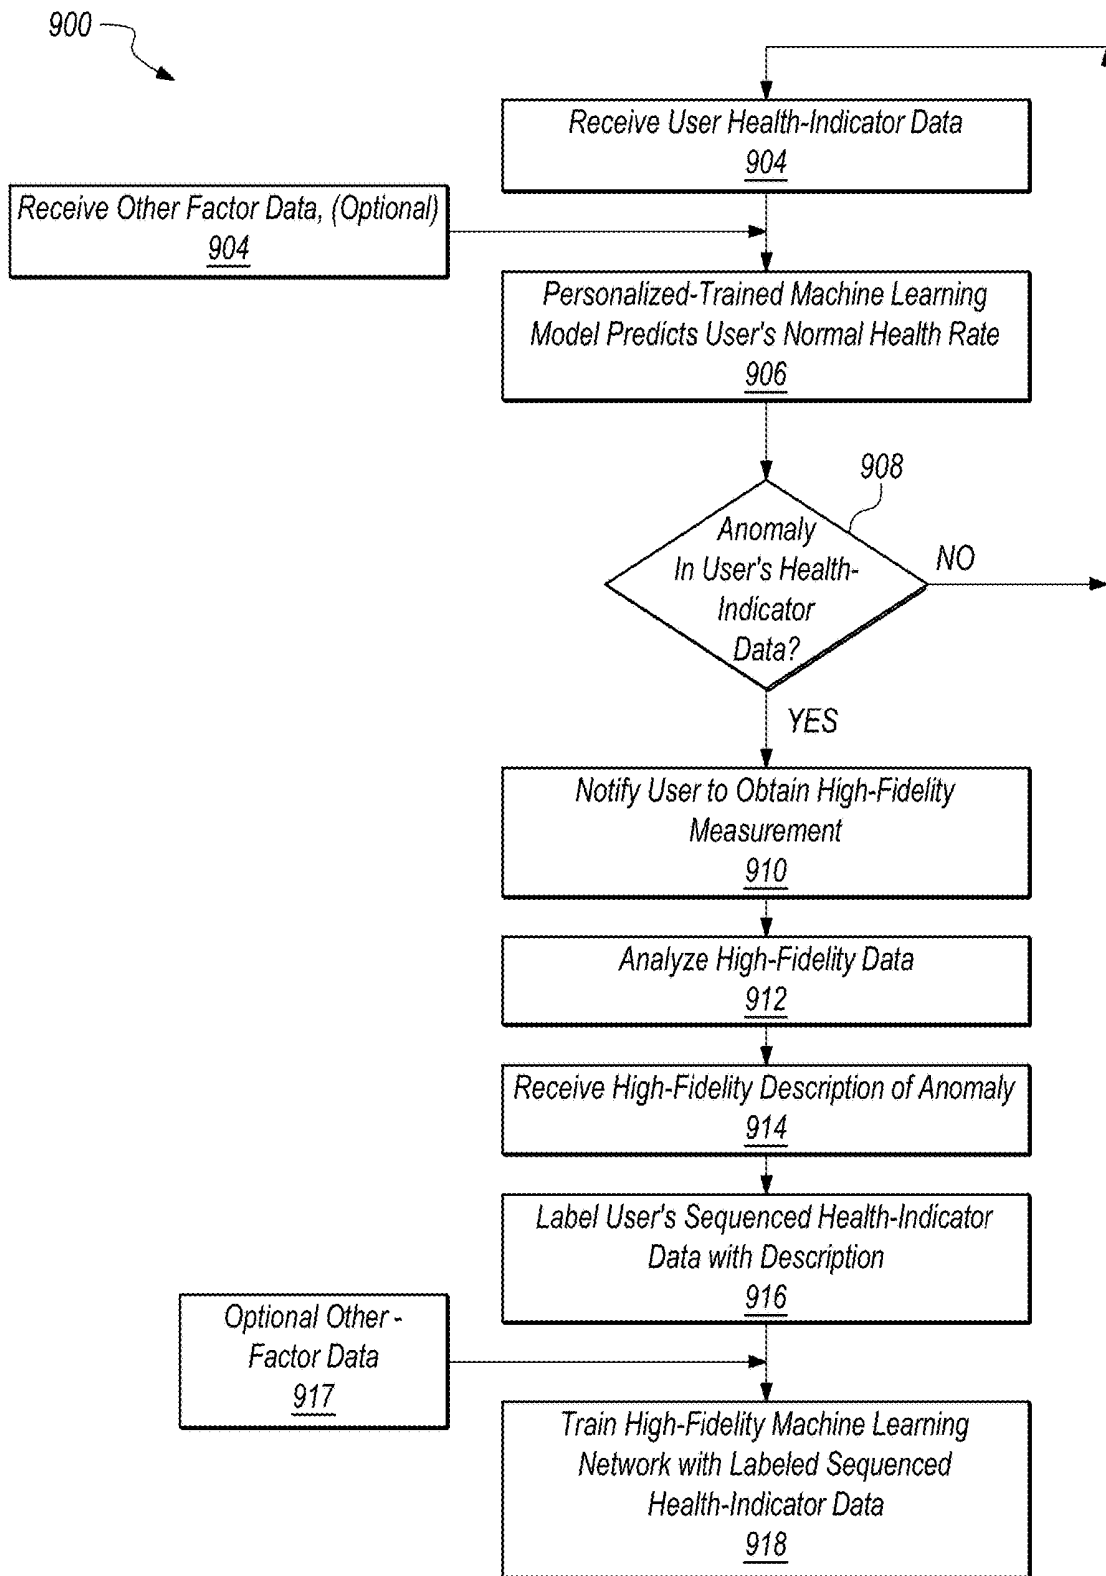 900
Receive User Health-Indicator Data
904
Receive Other Factor Data, (Optional)
904
Personalized-Trained Machine Learning
Model Predicts User's Normal Health Rate
906
908
Anomaly
In User's Health-
Indicator
Data?
NO
YES
Notify User to Obtain High-Fidelity
Measurement
910
Analyze High-Fidelity Data
912
Receive High-Fidelity Description of Anomaly
914
Label User's Sequenced Health-Indicator
Data with Description
916
Optional Other -
Factor Data
917
Train High-Fidelity Machine Learning
Network with Labeled Sequenced
Health-Indicator Data
918